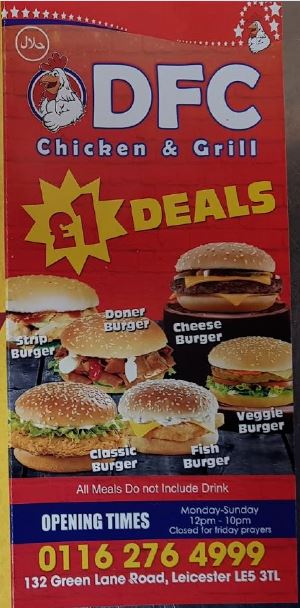 حلال
DFC
Chicken & Grill
£1 DEALS
Strip
Burger
Doner
Burger
Cheese
Burger
Veggie
Burger
Classic
Burger
Fish
Burger
All Meals Do not Include Drink
OPENING TIMES
Monday-Sunday
12pm - 10pm
Closed for friday prayers
0116 276 4999
132 Green Lane Road, Leicester LE5 3TL